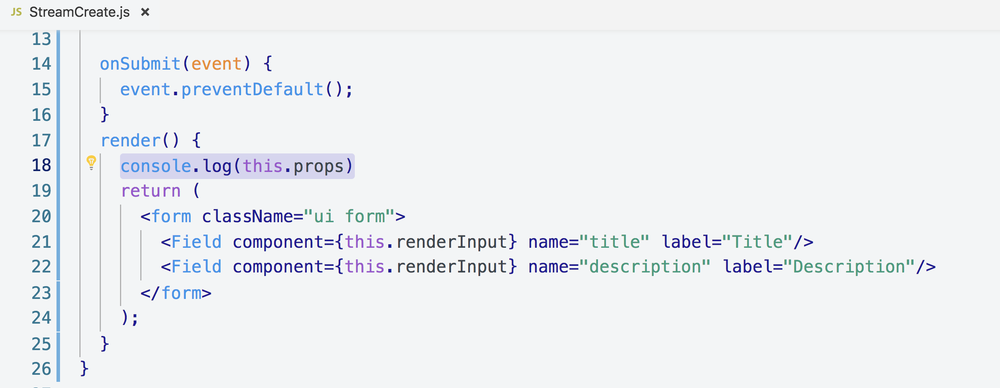 JS StreamCreate.js ×
13
14 onSubmit(event) {
15 event.preventDefault();
16 }
17 render() {
18 console.log(this.props)
19 return (
20 <form className="ui form">
21 <Field component={this.renderInput} name="title" label="Title"/>
22 <Field component={this.renderInput} name="description" label="Description"/>
23 </form>
24 );
25 }
26 }